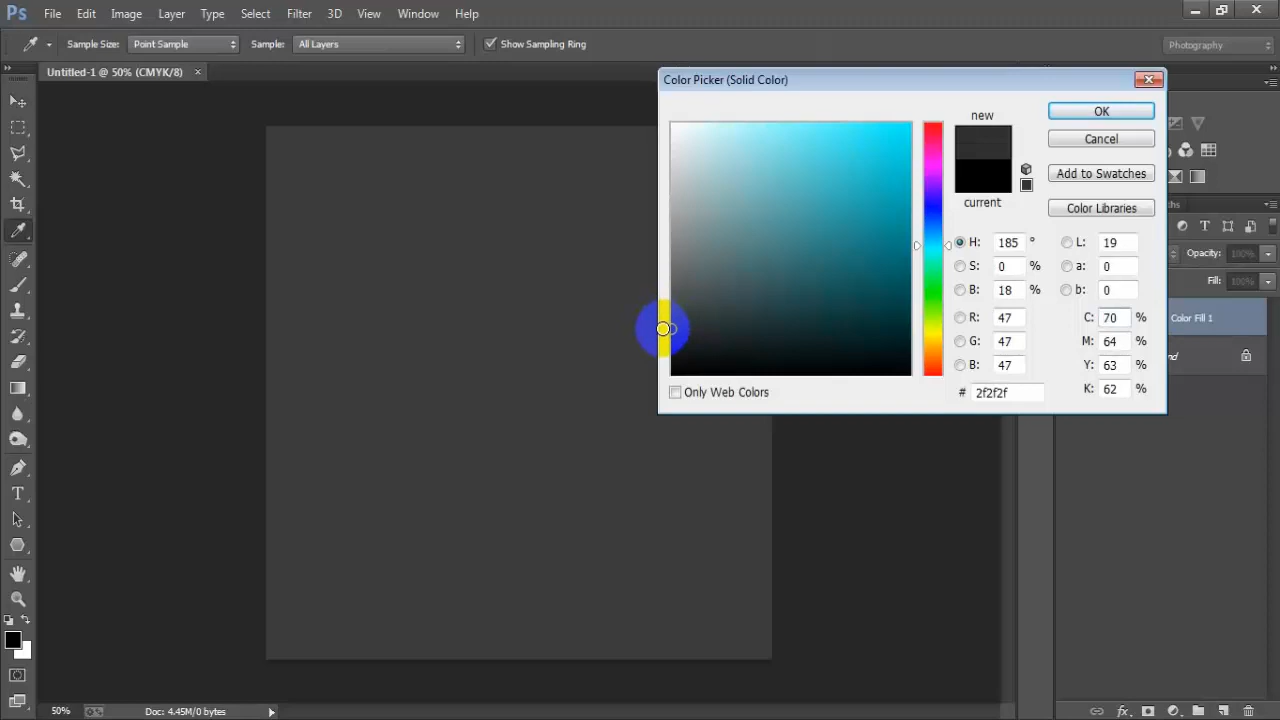 Ps File Edit Image Layer Type Select Filter 3D View Window Help
Sample Size: Point Sample Sample: All Layers Show Sampling Ring Photography
Untitled-1 @ 50% (CMYK/8) ×
Color Picker (Solid Color)
new
current
OK
Cancel
Add to Swatches
Color Libraries
H: 185 ° L: 19
S: 0 % a: 0
B: 18 % b: 0
R: 47 C: 70 %
G: 47 M: 64 %
B: 47 Y: 63 %
# 2f2f2f K: 62 %
Only Web Colors
Opacity: 100%
Fill: 100%
Color Fill 1
50% Doc: 4.45M/0 bytes